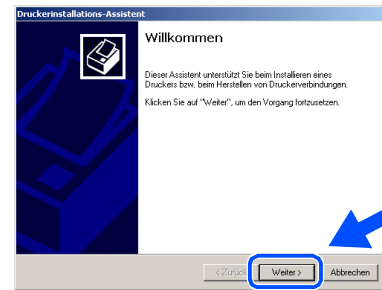 Druckerinstallations-Assistent
Willkommen
Dieser Assistent unterstützt Sie beim Installieren eines
Druckers bzw. beim Herstellen von Druckerverbindungen.
Klicken Sie auf "Weiter", um den Vorgang fortzusetzen.
< Zurück Weiter > Abbrechen